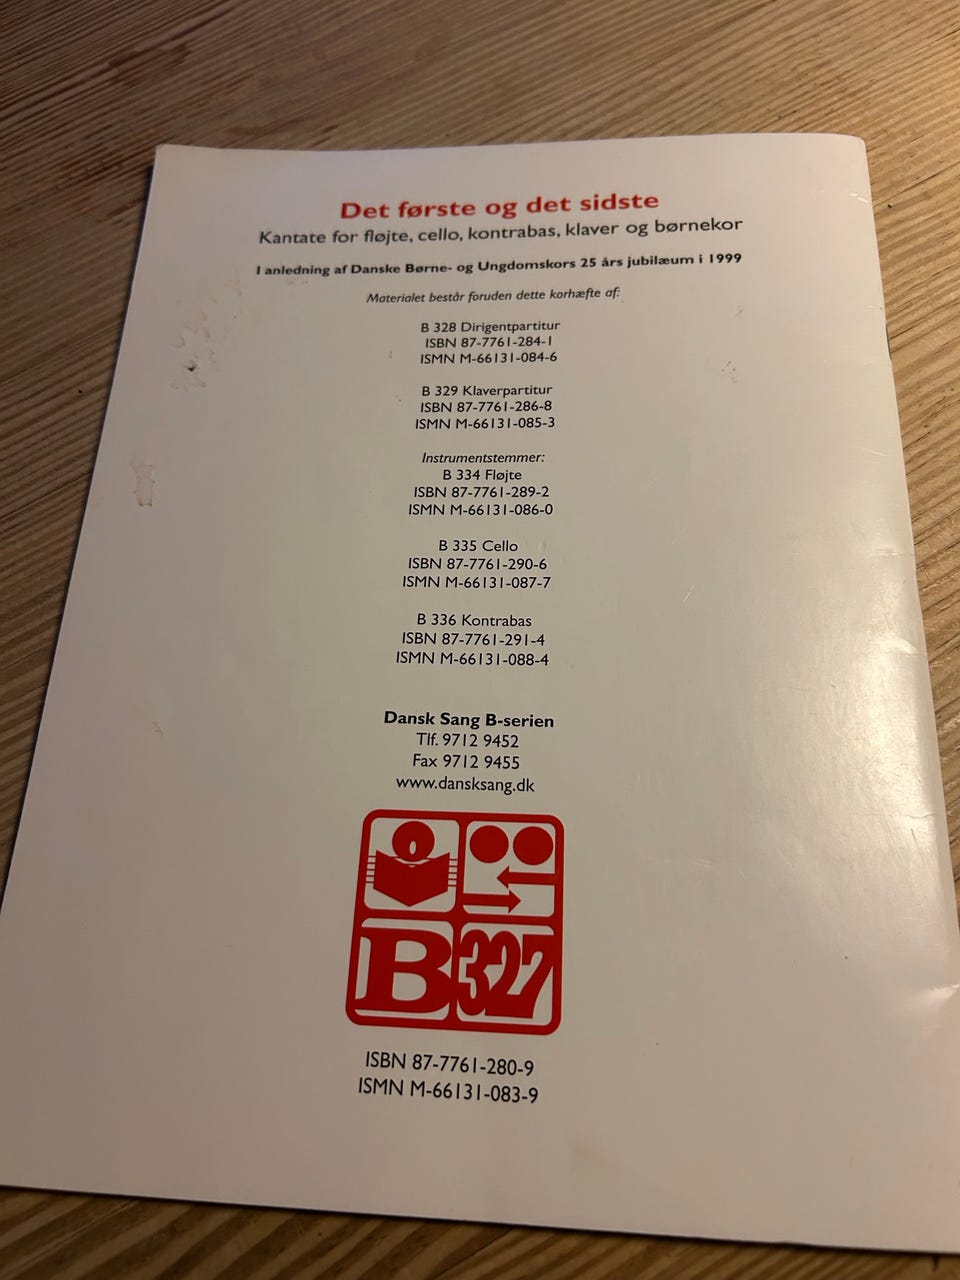 Det første og det sidste
Kantate for fløjte, cello, kontrabas, klaver og børnekor
I anledning af Danske Børne- og Ungdomskors 25 års jubilæum i 1999
Materialet består foruden dette korhæfte af:
B 328 Dirigentpartitur
ISBN 87-7761-284-1
ISMN M-66131-084-6
B 329 Klaverpartitur
ISBN 87-7761-286-8
ISMN M-66131-085-3
Instrumentstemmer:
B 334 Fløjte
ISBN 87-7761-289-2
ISMN M-66131-086-0
B 335 Cello
ISBN 87-7761-290-6
ISMN M-66131-087-7
B 336 Kontrabas
ISBN 87-7761-291-4
ISMN M-66131-088-4
Dansk Sang B-serien
Tlf. 9712 9452
Fax 9712 9455
www.dansksang.dk
B 327
ISBN 87-7761-280-9
ISMN M-66131-083-9